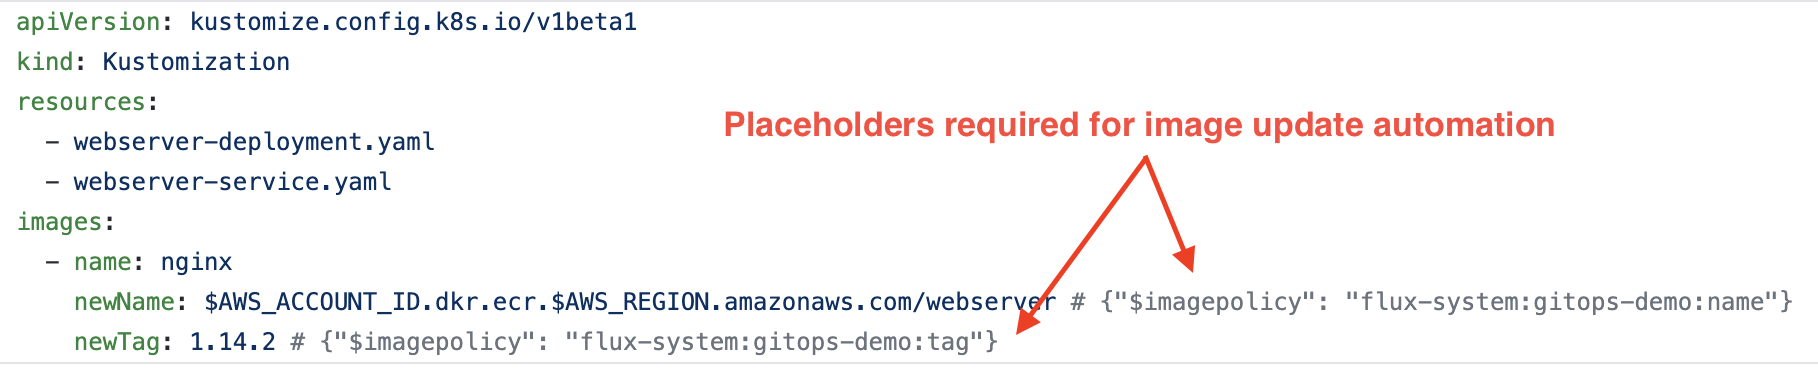 apiVersion: kustomize.config.k8s.io/v1beta1
kind: Kustomization
resources:
  - webserver-deployment.yaml
  - webserver-service.yaml
Placeholders required for image update automation
images:
  - name: nginx
    newName: $AWS_ACCOUNT_ID.dkr.ecr.$AWS_REGION.amazonaws.com/webserver # {"$imagepolicy": "flux-system:gitops-demo:name"}
    newTag: 1.14.2 # {"$imagepolicy": "flux-system:gitops-demo:tag"}